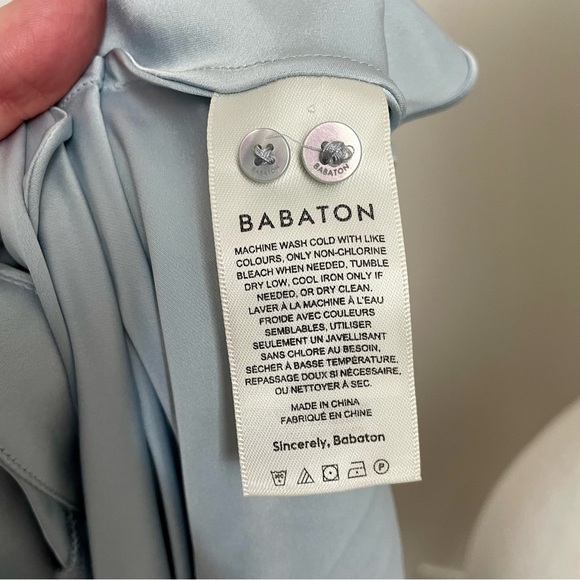 BABATON
BABATON
BABATON
MACHINE WASH COLD WITH LIKE
COLOURS, ONLY NON-CHLORINE
BLEACH WHEN NEEDED, TUMBLE
DRY LOW, COOL IRON ONLY IF
NEEDED, OR DRY CLEAN.
LAVER À LA MACHINE À L'EAU
FROIDE AVEC COULEURS
SEMBLABLES, UTILISER
SEULEMENT UN JAVELLISANT
SANS CHLORE AU BESOIN,
SÉCHER À BASSE TEMPÉRATURE,
REPASSAGE DOUX SI NÉCESSAIRE,
OU NETTOYER À SEC.
MADE IN CHINA
FABRIQUÉ EN CHINE
Sincerely, Babaton
P